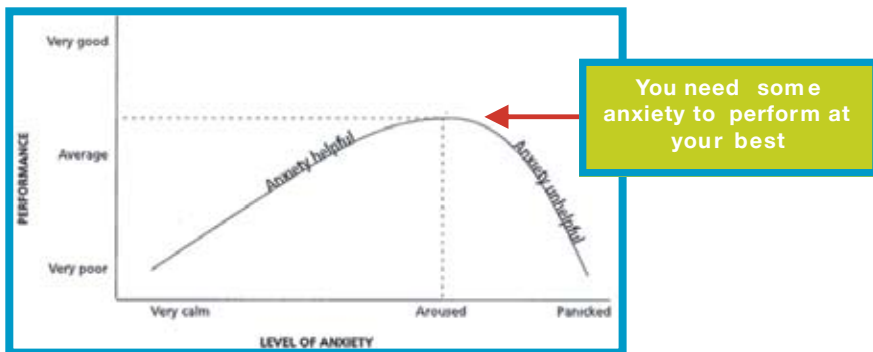 Very good
You need some
anxiety to perform at
your best
Anxiety helpful
Anxiety unhelpful
Average
PERFORMANCE
Very poor
Very calm
Aroused
Panicked
LEVEL OF ANXIETY